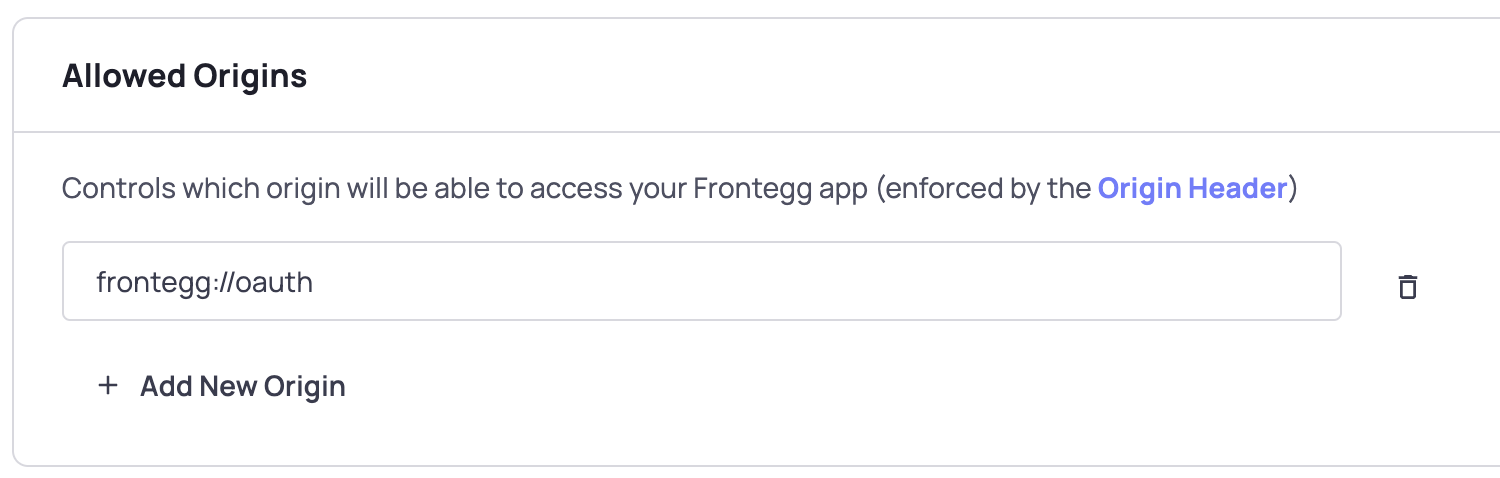 Allowed Origins
Controls which origin will be able to access your Frontegg app (enforced by the Origin Header)
frontegg://oauth
+ Add New Origin